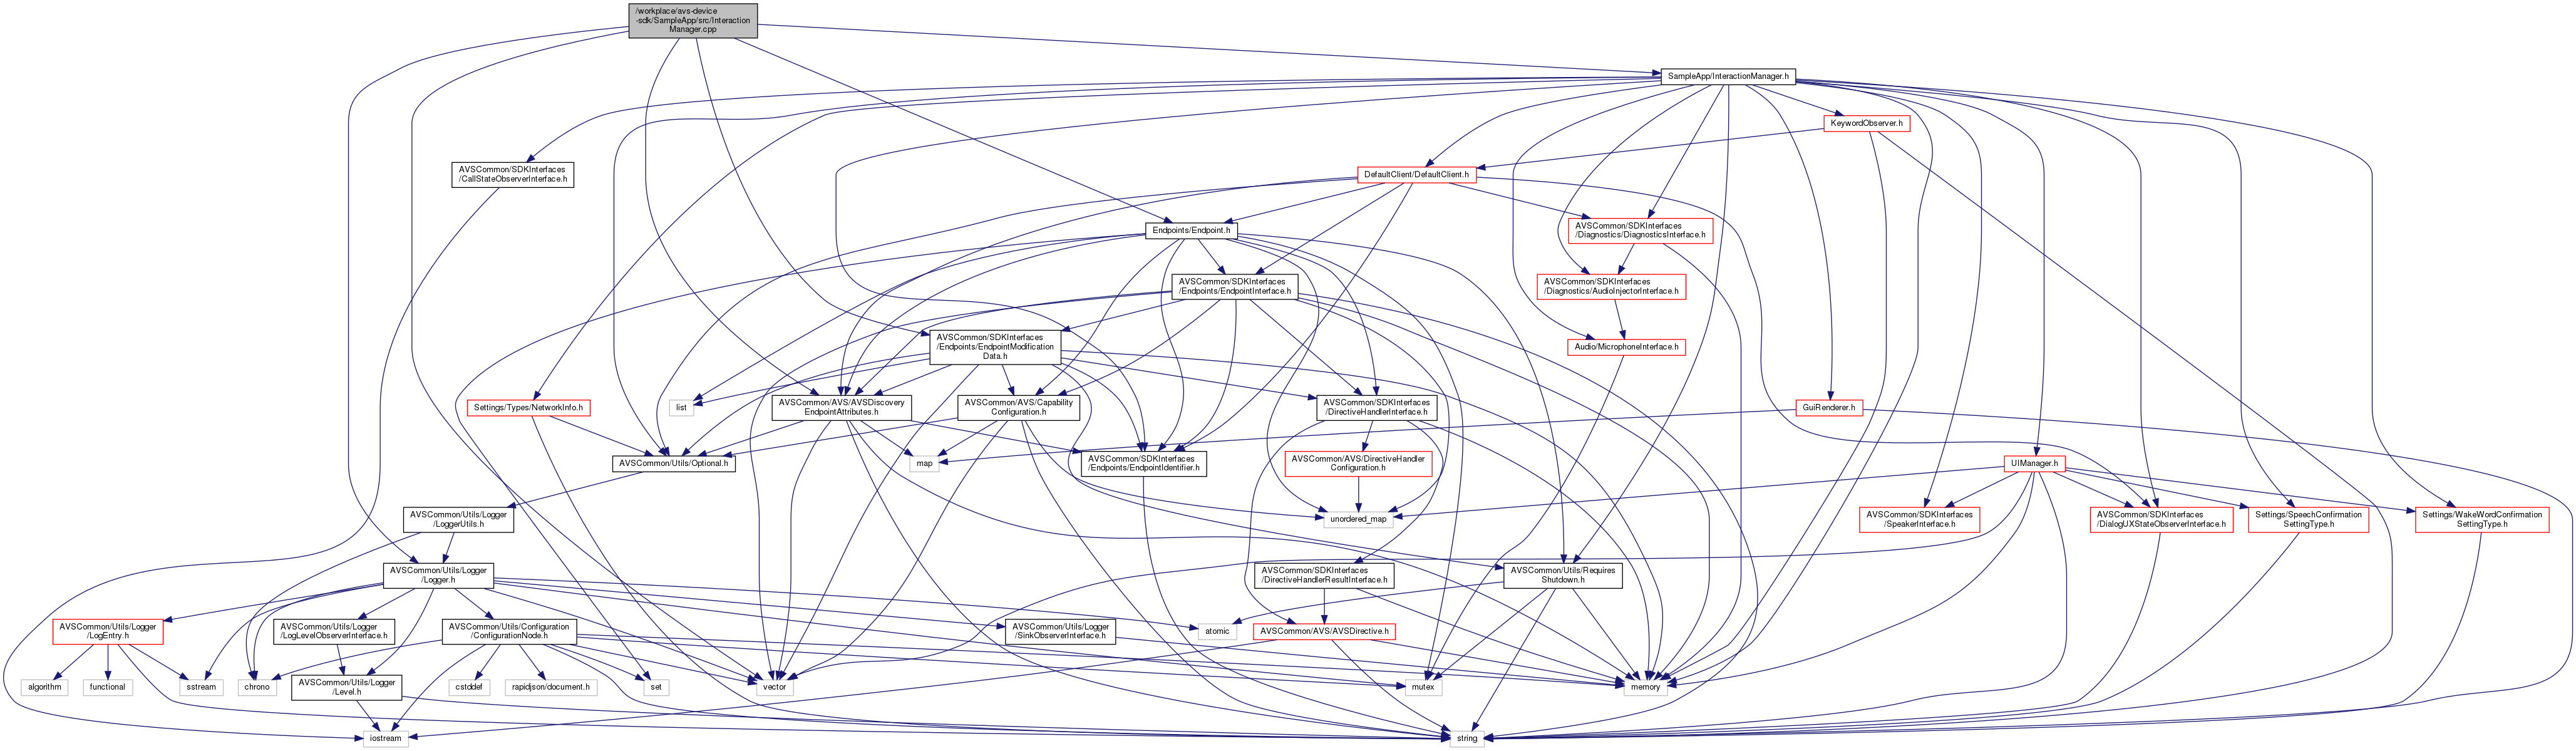 /workplace/avs-device
-sdk/SampleApp/src/Interaction
Manager.cpp
SampleApp/InteractionManager.h
KeywordObserver.h
AVSCommon/SDKInterfaces
/CallStateObserverInterface.h
DefaultClient/DefaultClient.h
Endpoints/Endpoint.h
AVSCommon/SDKInterfaces
/Diagnostics/DiagnosticsInterface.h
AVSCommon/SDKInterfaces
/Endpoints/EndpointInterface.h
AVSCommon/SDKInterfaces
/Diagnostics/AudioInjectorInterface.h
AVSCommon/SDKInterfaces
/Endpoints/EndpointModification
Data.h
Audio/MicrophoneInterface.h
Settings/Types/NetworkInfo.h
list
AVSCommon/AVS/AVSDiscovery
EndpointAttributes.h
AVSCommon/AVS/Capability
Configuration.h
AVSCommon/SDKInterfaces
/DirectiveHandlerInterface.h
GuiRenderer.h
AVSCommon/Utils/Optional.h
map
AVSCommon/SDKInterfaces
/Endpoints/EndpointIdentifier.h
AVSCommon/AVS/DirectiveHandler
Configuration.h
UIManager.h
AVSCommon/Utils/Logger
/LoggerUtils.h
unordered_map
AVSCommon/SDKInterfaces
/SpeakerInterface.h
AVSCommon/SDKInterfaces
/DialogUXStateObserverInterface.h
Settings/SpeechConfirmation
SettingType.h
Settings/WakeWordConfirmation
SettingType.h
AVSCommon/Utils/Logger
/Logger.h
AVSCommon/SDKInterfaces
/DirectiveHandlerResultInterface.h
AVSCommon/Utils/Requires
Shutdown.h
AVSCommon/Utils/Logger
/LogEntry.h
AVSCommon/Utils/Logger
/LogLevelObserverInterface.h
AVSCommon/Utils/Configuration
/ConfigurationNode.h
AVSCommon/Utils/Logger
/SinkObserverInterface.h
atomic
AVSCommon/AVS/AVSDirective.h
algorithm
functional
sstream
chrono
AVSCommon/Utils/Logger
/Level.h
cstddef
rapidjson/document.h
set
vector
mutex
memory
iostream
string